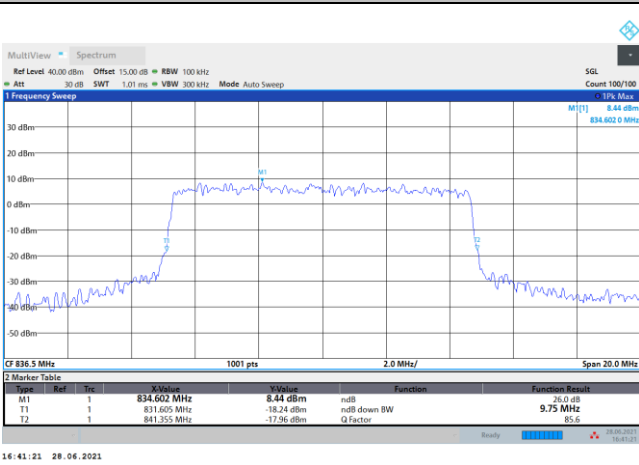 MultiView Spectrum
Ref Level 40.00 dBm Offset 15.00 dB RBW 100 kHz SGL
Att 30 dB SWT 1.01 ms VBW 300 kHz Mode Auto Sweep Count 100/100
1 Frequency Sweep 1Pk Max
M1[1] 8.44 dBm
834.602 0 MHz
30 dBm
20 dBm
M1
10 dBm
0 dBm
-10 dBm
T1 T2
-20 dBm
-30 dBm
-40 dBm
-50 dBm
CF 836.5 MHz 1001 pts 2.0 MHz/ Span 20.0 MHz
2 Marker Table
Type Ref Trc X-Value Y-Value Function Function Result
M1 1 834.602 MHz 8.44 dBm ndB 26.0 dB
T1 1 831.605 MHz -18.24 dBm ndB down BW 9.75 MHz
T2 1 841.355 MHz -17.96 dBm Q Factor 85.6
Ready 28.06.2021
16:41:21
16:41:21 28.06.2021